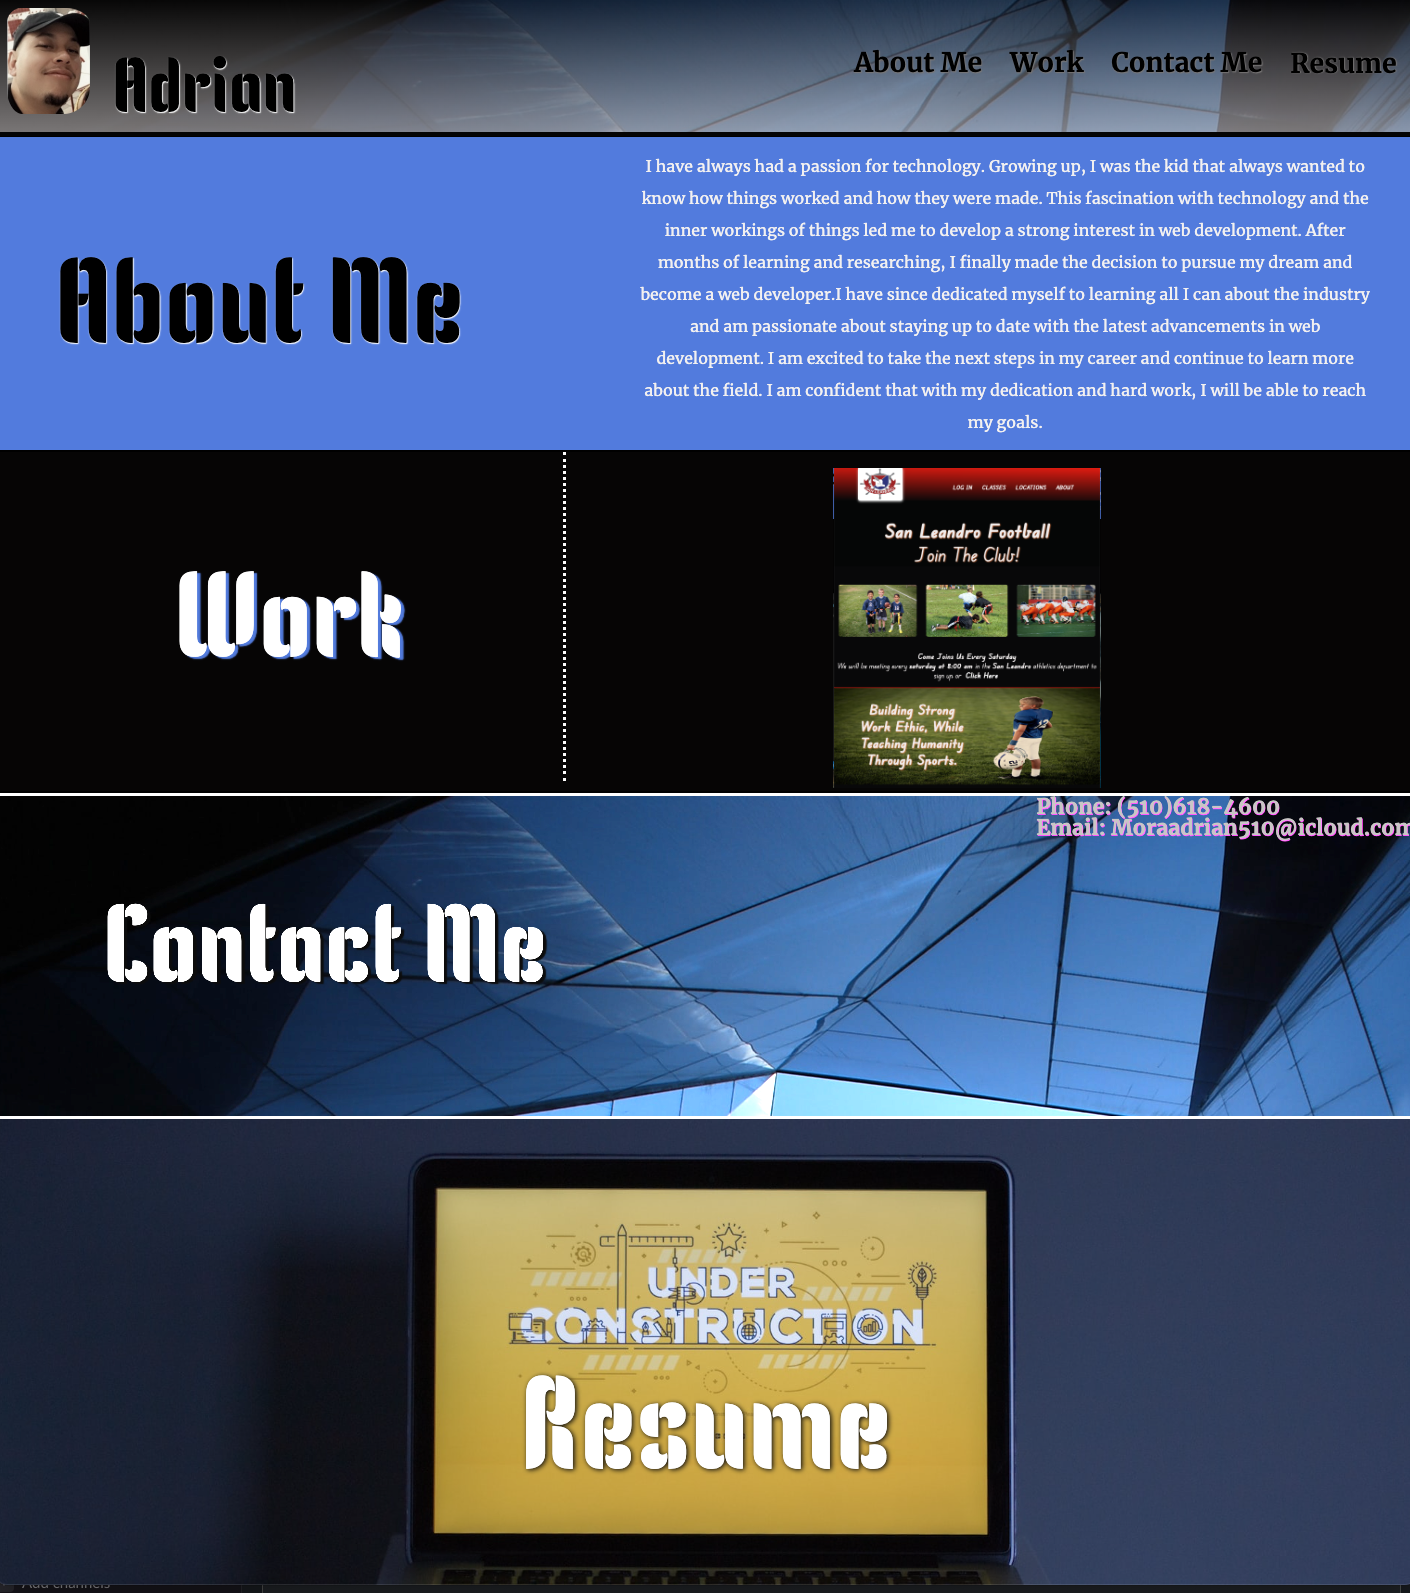 Adrian
About Me Work Contact Me Resume
I have always had a passion for technology. Growing up, I was the kid that always wanted to
know how things worked and how they were made. This fascination with technology and the
inner workings of things led me to develop a strong interest in web development. After
months of learning and researching, I finally made the decision to pursue my dream and
become a web developer.I have since dedicated myself to learning all I can about the industry
and am passionate about staying up to date with the latest advancements in web
development. I am excited to take the next steps in my career and continue to learn more
about the field. I am confident that with my dedication and hard work, I will be able to reach
my goals.
About Me
Work
LOG IN CLASSES LOCATIONS ABOUT
San Leandro Football
Join The Club!
Come Joins Us Every Saturday
We will be meeting every saturday at 8:00 am in the San Leandro athletics department to
sign up or Click Here
Building Strong
Work Ethic, While
Teaching Humanity
Through Sports.
Phone: (510)618-4600
Email: Moraadrian510@icloud.com
Contact Me
UNDER
CONSTRUCTION
Resume
Add channels